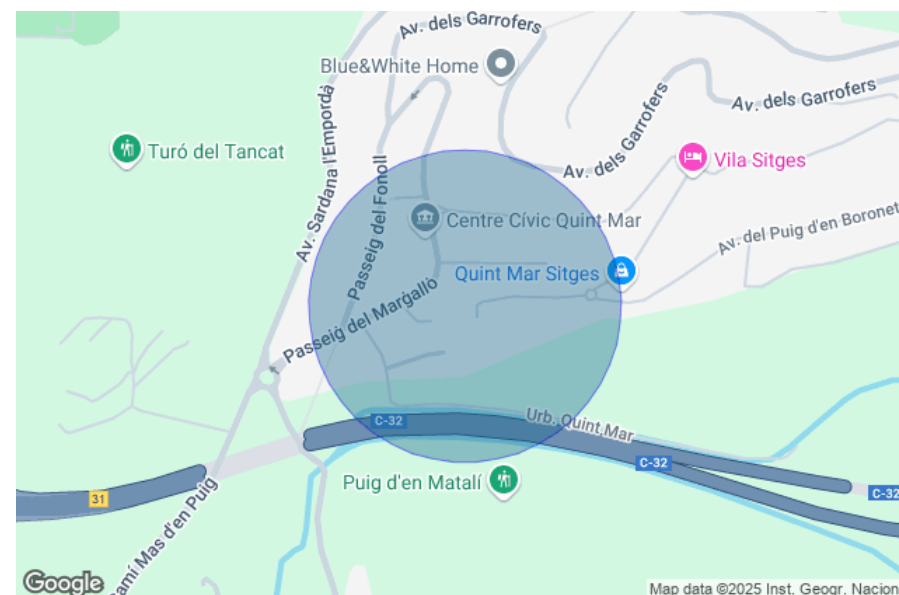 Av. dels Garrofers
Blue&White Home
Av. dels Garrofers
Av. dels Garrofers
Turó del Tancat
Vila Sitges
Av. Sardana l'Empordà
Passeig del Fonoll
Centre Cívic Quint Mar
Av. del Puig d'en Boronet
Quint Mar Sitges
Passeig del Margalló
C-32
Urb. Quint Mar
C-32
Puig d'en Matalí
31
C-32
Camí Mas d'en Puig
Google
Map data ©2025 Inst. Geogr. Nacion